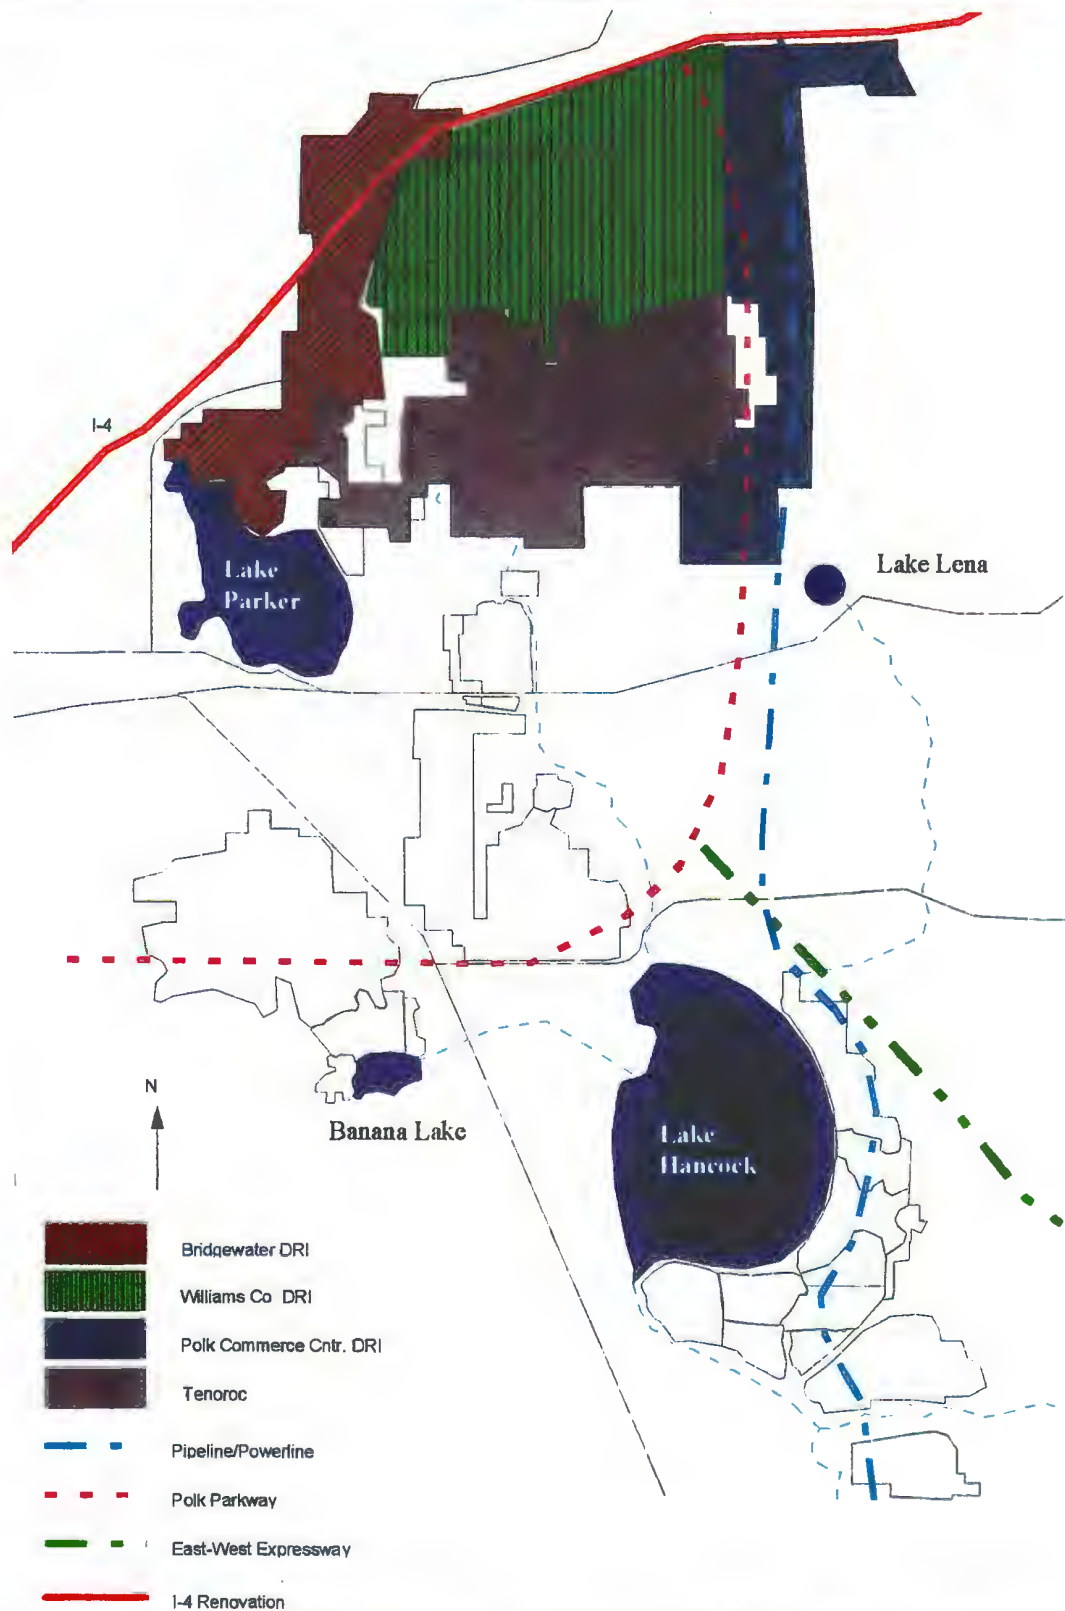 I-4
Lake Lena
Lake
Parker
N
Banana Lake
Lake
Hancock
Bridgewater DRI
Williams Co DRI
Polk Commerce Cntr. DRI
Tenoroc
Pipeline/Powerline
Polk Parkway
East-West Expressway
I-4 Renovation